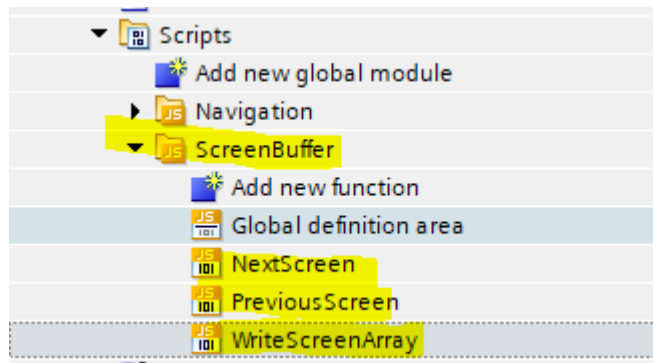 Scripts
Add new global module
Navigation
ScreenBuffer
Add new function
Global definition area
NextScreen
PreviousScreen
WriteScreenArray